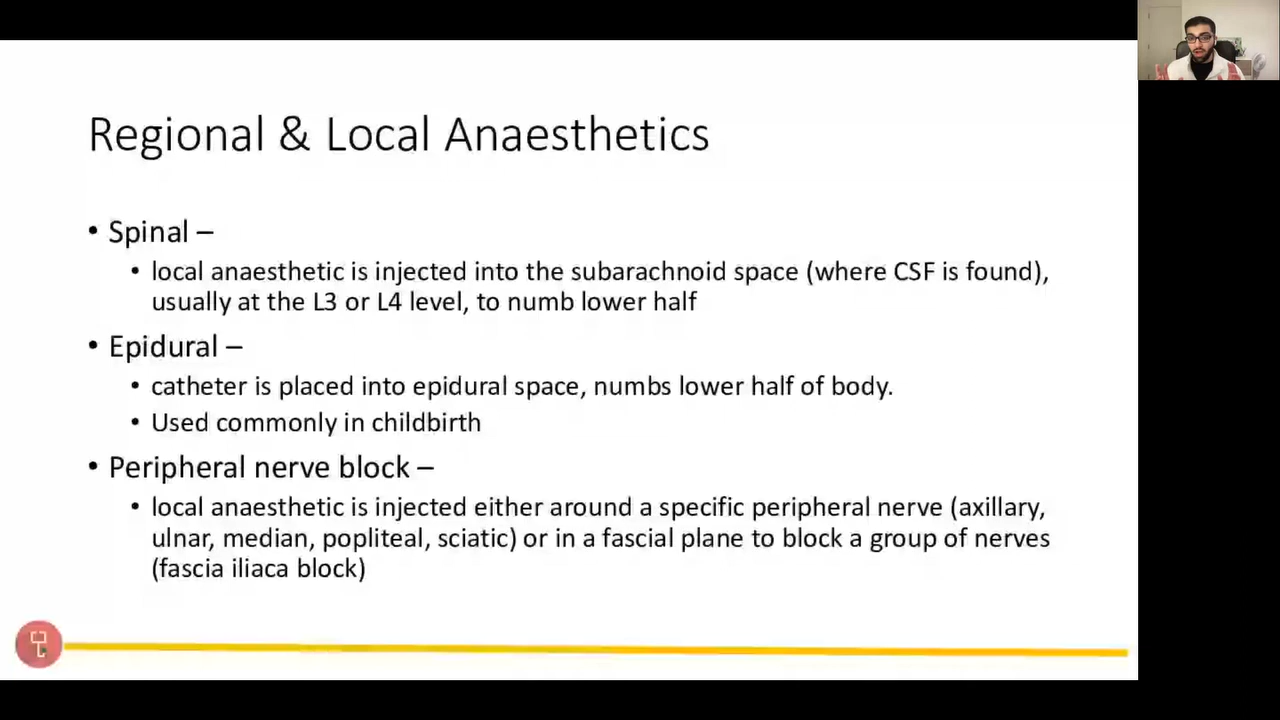 Regional & Local Anaesthetics
• Spinal –
• local anaesthetic is injected into the subarachnoid space (where CSF is found),
usually at the L3 or L4 level, to numb lower half
• Epidural –
• catheter is placed into epidural space, numbs lower half of body.
• Used commonly in childbirth
• Peripheral nerve block –
• local anaesthetic is injected either around a specific peripheral nerve (axillary,
ulnar, median, popliteal, sciatic) or in a fascial plane to block a group of nerves
(fascia iliaca block)